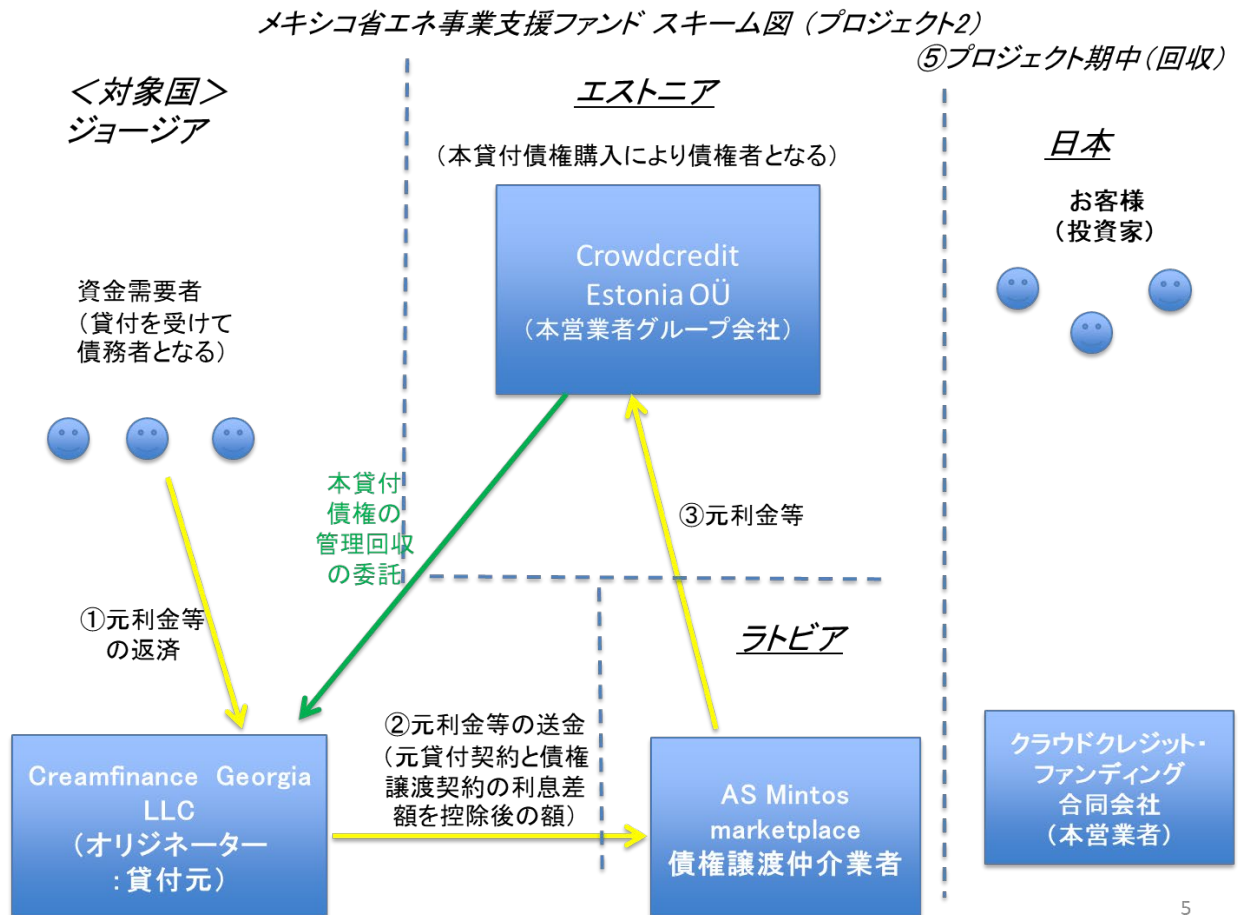 メキシコ省エネ事業支援ファンド スキーム図 (プロジェクト2)
⑤プロジェクト期中(回収)
<対象国>
ジョージア
エストニア
日本
(本貸付債権購入により債権者となる)
お客様
(投資家)
Crowdcredit
Estonia OÜ
(本営業者グループ会社)
資金需要者
(貸付を受けて
債務者となる)
本貸付
債権の
管理回収
の委託
③元利金等
①元利金等
の返済
ラトビア
②元利金等の送金
(元貸付契約と債権
譲渡契約の利息差
額を控除後の額)
Creamfinance Georgia
LLC
(オリジネーター
:貸付元)
AS Mintos
marketplace
債権譲渡仲介業者
クラウドクレジット・
ファンディング
合同会社
(本営業者)
5